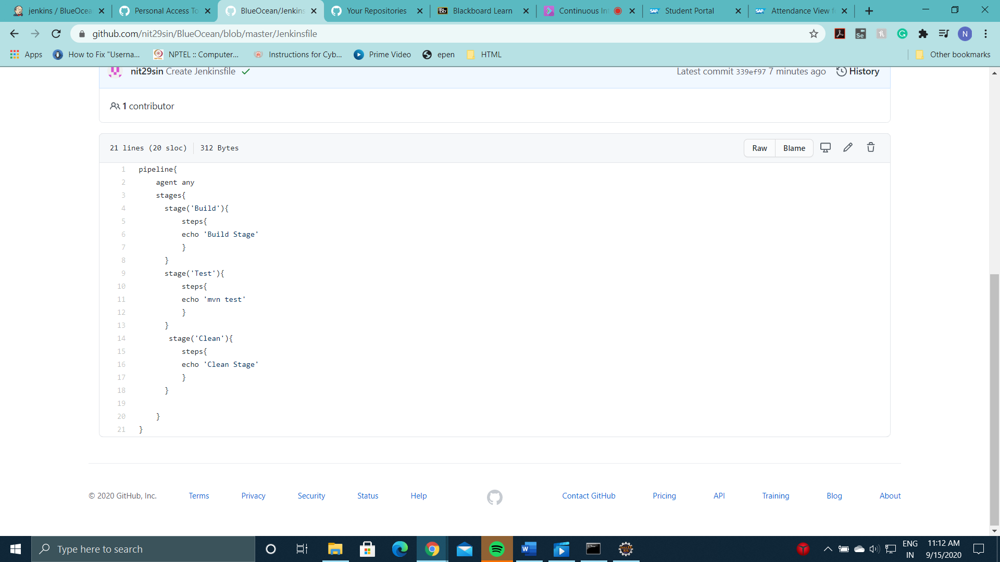 jenkins / BlueOcea
Personal Access To
BlueOcean/Jenkins
Your Repositories
Blackboard Learn
Continuous Int
Student Portal
Attendance View f
github.com/nit29sin/BlueOcean/blob/master/Jenkinsfile
Apps
How to Fix "Userna...
NPTEL :: Computer...
Instructions for Cyb...
Prime Video
epen
HTML
Other bookmarks
nit29sin Create Jenkinsfile
Latest commit 339ef97 7 minutes ago
History
1 contributor
21 lines (20 sloc) 312 Bytes
Raw
Blame
1 pipeline{
2 agent any
3 stages{
4 stage('Build'){
5 steps{
6 echo 'Build Stage'
7 }
8 }
9 stage('Test'){
10 steps{
11 echo 'mvn test'
12 }
13 }
14 stage('Clean'){
15 steps{
16 echo 'Clean Stage'
17 }
18 }
19
20 }
21 }
© 2020 GitHub, Inc.
Terms
Privacy
Security
Status
Help
Contact GitHub
Pricing
API
Training
Blog
About
Type here to search
ENG
IN
11:12 AM
9/15/2020